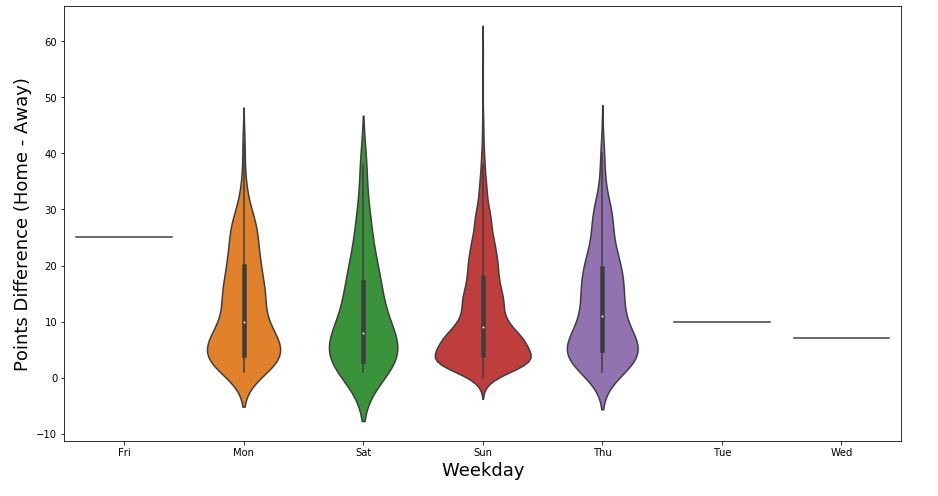 Points Difference (Home - Away)
60
50
40
30
20
10
0
−10
Fri
Mon
Sat
Sun
Thu
Tue
Wed
Weekday